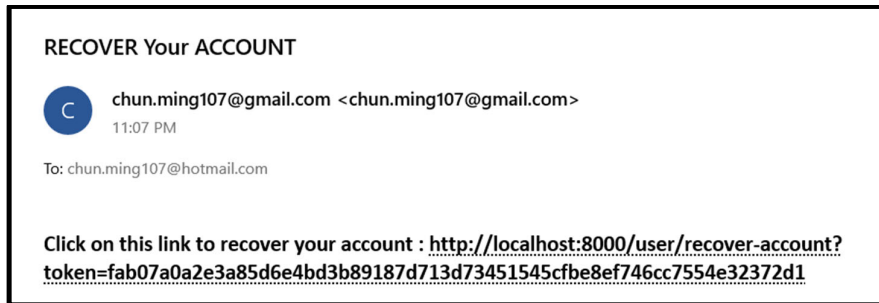 RECOVER Your ACCOUNT
C
chun.ming107@gmail.com <chun.ming107@gmail.com>
11:07 PM
To: chun.ming107@hotmail.com
Click on this link to recover your account : http://localhost:8000/user/recover-account?
token=fab07a0a2e3a85d6e4bd3b89187d713d73451545cfbe8ef746cc7554e32372d1